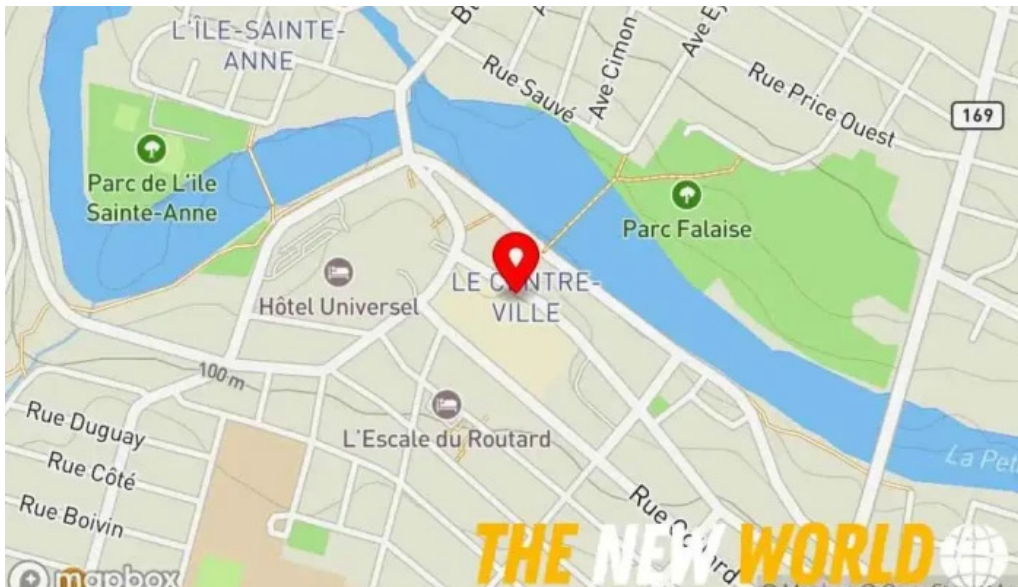 L'ÎLE-SAINTE-
ANNE
Rue Sauvé
Ave Cimon
Rue Price Ouest
169
Parc de L'île
Sainte-Anne
Parc Falaise
Hôtel Universel
LE CENTRE-
VILLE
100 m
L'Escale du Routard
Rue Duguay
Rue Côté
Rue Boivin
La Pet
THE NEW WORLD
mapbox